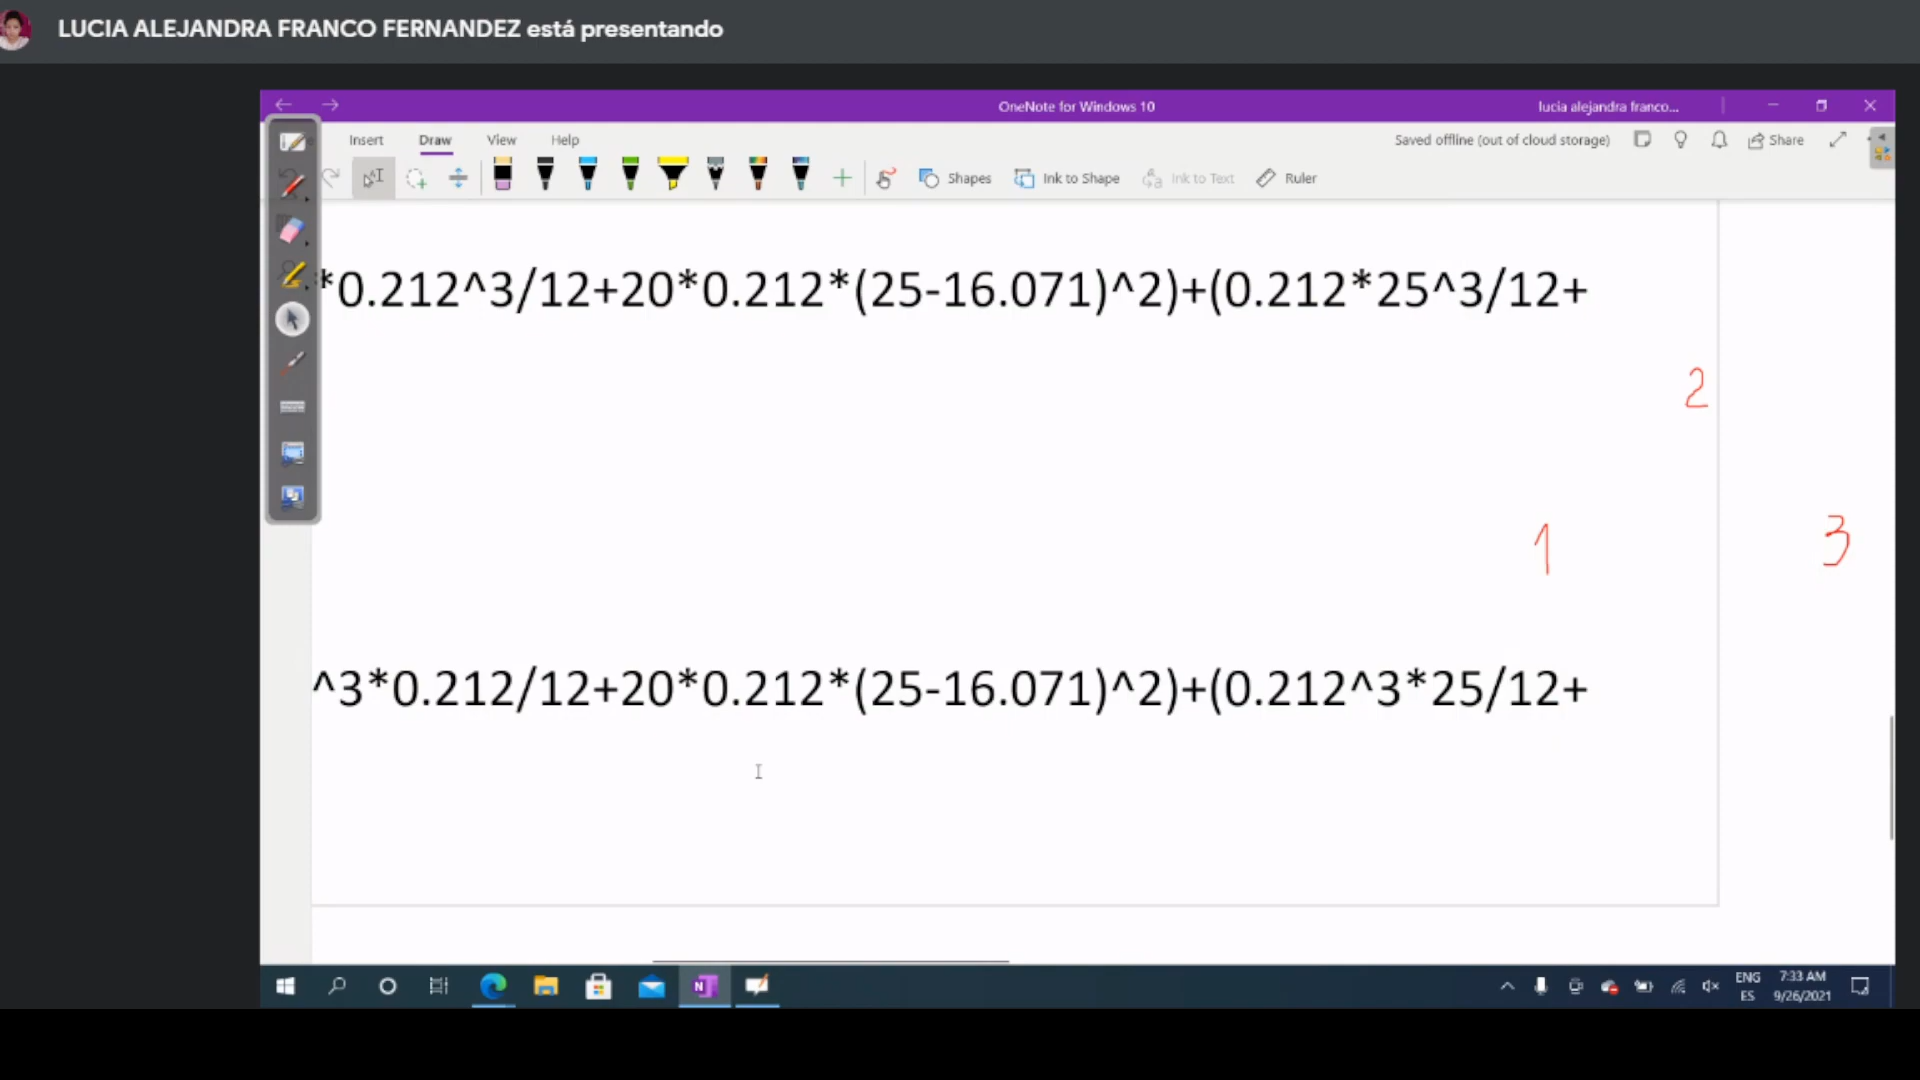 LUCIA ALEJANDRA FRANCO FERNANDEZ está presentando
OneNote for Windows 10
lucia alejandra franco...
Insert
Draw
View
Help
Saved offline (out of cloud storage)
Share
Shapes
Ink to Shape
Ink to Text
Ruler
*0.212^3/12+20*0.212*(25-16.071)^2)+(0.212*25^3/12+
2
1
3
^3*0.212/12+20*0.212*(25-16.071)^2)+(0.212^3*25/12+
N
ENG
ES
7:33 AM
9/26/2021